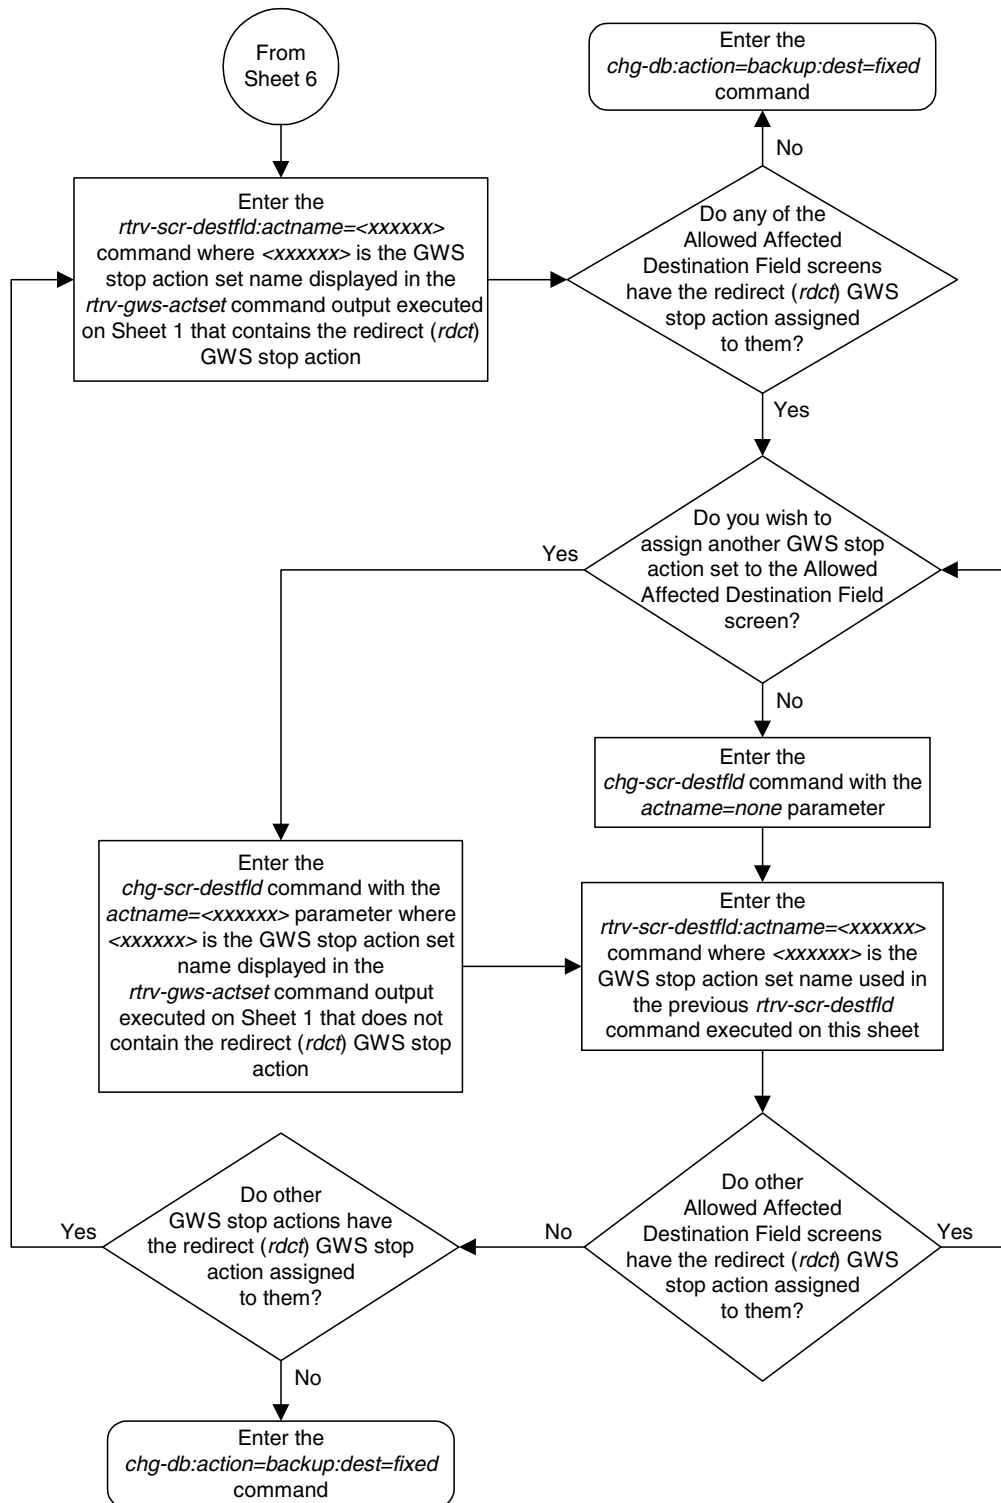 From
Sheet 6
Enter the
chg-db:action=backup:dest=fixed
command
No
Enter the
rtrv-scr-destfld:actname=<xxxxxx>
command where <xxxxxx> is the GWS
stop action set name displayed in the
rtrv-gws-actset command output executed
on Sheet 1 that contains the redirect (rdct)
GWS stop action
Do any of the
Allowed Affected
Destination Field screens
have the redirect (rdct) GWS
stop action assigned
to them?
Yes
Do you wish to
assign another GWS stop
action set to the Allowed
Affected Destination Field
screen?
Yes
No
Enter the
chg-scr-destfld command with the
actname=none parameter
Enter the
chg-scr-destfld command with the
actname=<xxxxxx> parameter where
<xxxxxx> is the GWS stop action set
name displayed in the
rtrv-gws-actset command output
executed on Sheet 1 that does not
contain the redirect (rdct) GWS stop
action
Enter the
rtrv-scr-destfld:actname=<xxxxxx>
command where <xxxxxx> is the
GWS stop action set name used in
the previous rtrv-scr-destfld
command executed on this sheet
Do other
Allowed Affected
Destination Field screens
have the redirect (rdct) GWS
stop action assigned
to them?
Yes
No
Do other
GWS stop actions have
the redirect (rdct) GWS stop
action assigned
to them?
Yes
No
Enter the
chg-db:action=backup:dest=fixed
command